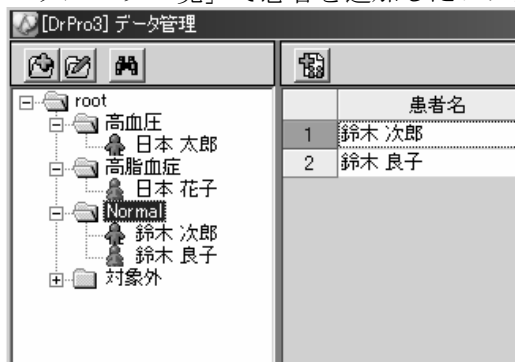 [DrPro3] データ管理
root
高血圧
日本 太郎
高脂血症
日本 花子
Normal
鈴木 次郎
鈴木 良子
対象外
患者名
1 鈴木 次郎
2 鈴木 良子